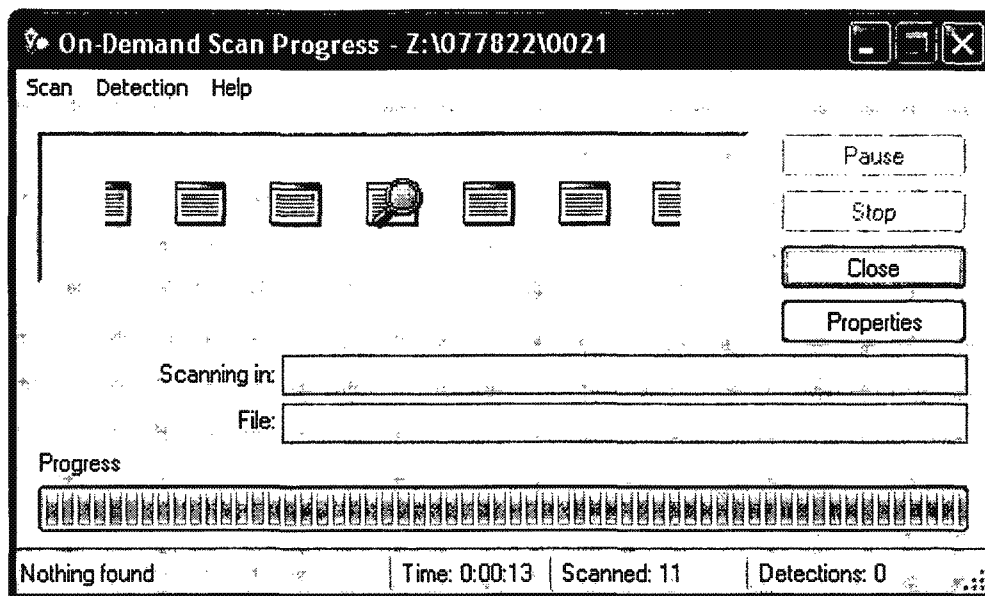 On-Demand Scan Progress - Z:\077822\0021
Scan Detection Help
Pause
Stop
Close
Properties
Scanning in:
File:
Progress
Nothing found Time: 0:00:13 Scanned: 11 Detections: 0